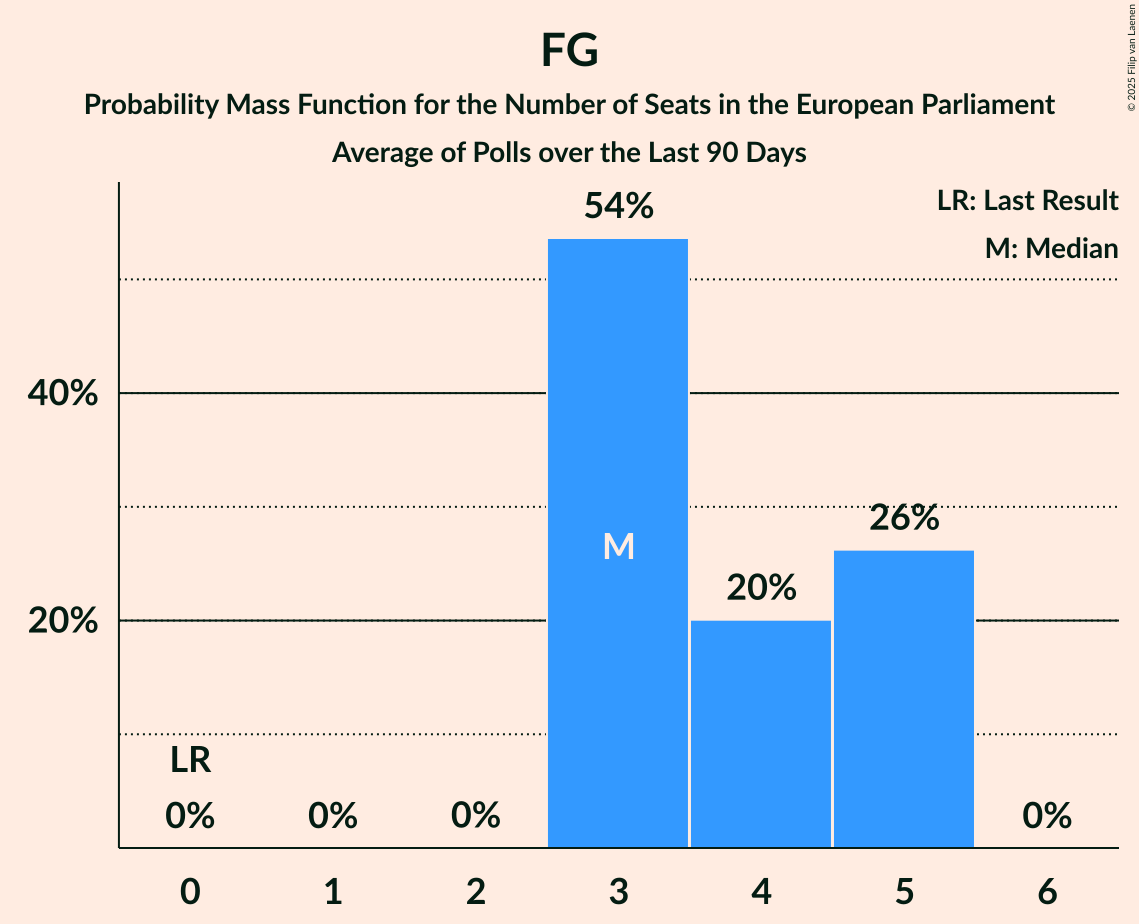 FG
Probability Mass Function for the Number of Seats in the European Parliament
Average of Polls over the Last 90 Days
© 2025 Filip van Laenen
LR: Last Result
M: Median
54%
40%
M
26%
20%
20%
LR
0%
0%
0%
0%
0
1
2
3
4
5
6